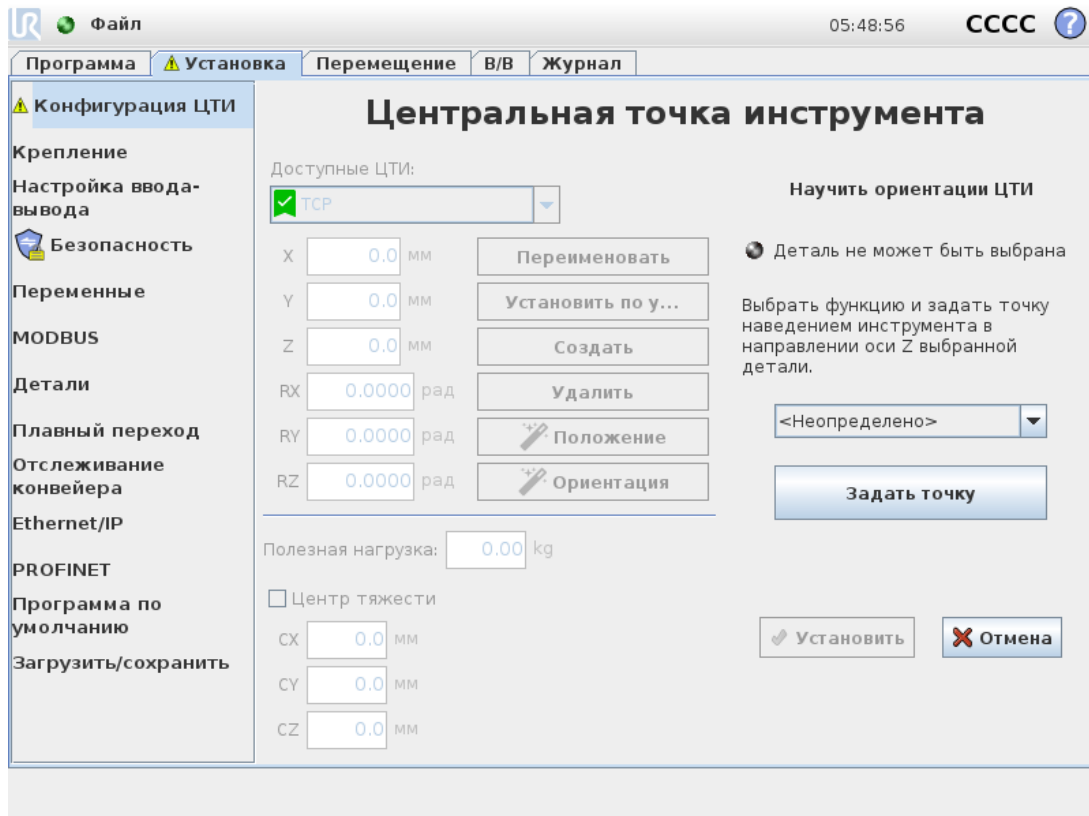 Файл
05:48:56
CCCC
?
Программа
Установка
Перемещение
В/В
Журнал
Конфигурация ЦТИ
Крепление
Настройка ввода-
вывода
Безопасность
Переменные
MODBUS
Детали
Плавный переход
Отслеживание
конвейера
Ethernet/IP
PROFINET
Программа по
умолчанию
Загрузить/сохранить
Центральная точка инструмента
Доступные ЦТИ:
TCP
X 0.0 мм
Y 0.0 мм
Z 0.0 мм
RX 0.0000 рад
RY 0.0000 рад
RZ 0.0000 рад
Переименовать
Установить по у...
Создать
Удалить
Положение
Ориентация
Полезная нагрузка: 0.00 kg
Центр тяжести
CX 0.0 мм
CY 0.0 мм
CZ 0.0 мм
Научить ориентации ЦТИ
Деталь не может быть выбрана
Выбрать функцию и задать точку
наведением инструмента в
направлении оси Z выбранной
детали.
<Неопределено>
Задать точку
Установить
Отмена